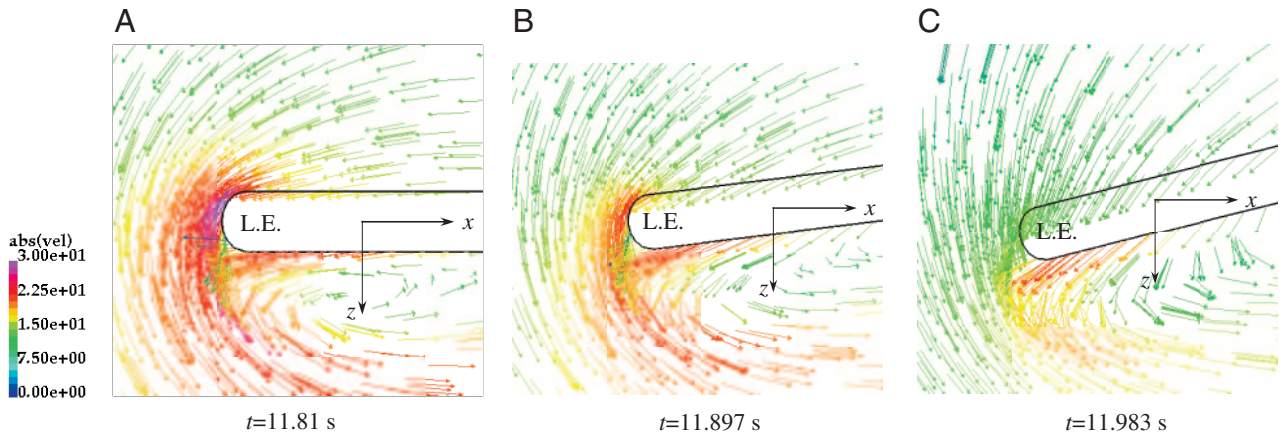 A
B
C
L.E.
x
z
L.E.
x
z
L.E.
x
z
abs(vel)
3.00e+01
2.25e+01
1.50e+01
7.50e+00
0.00e+00
t=11.81 s
t=11.897 s
t=11.983 s